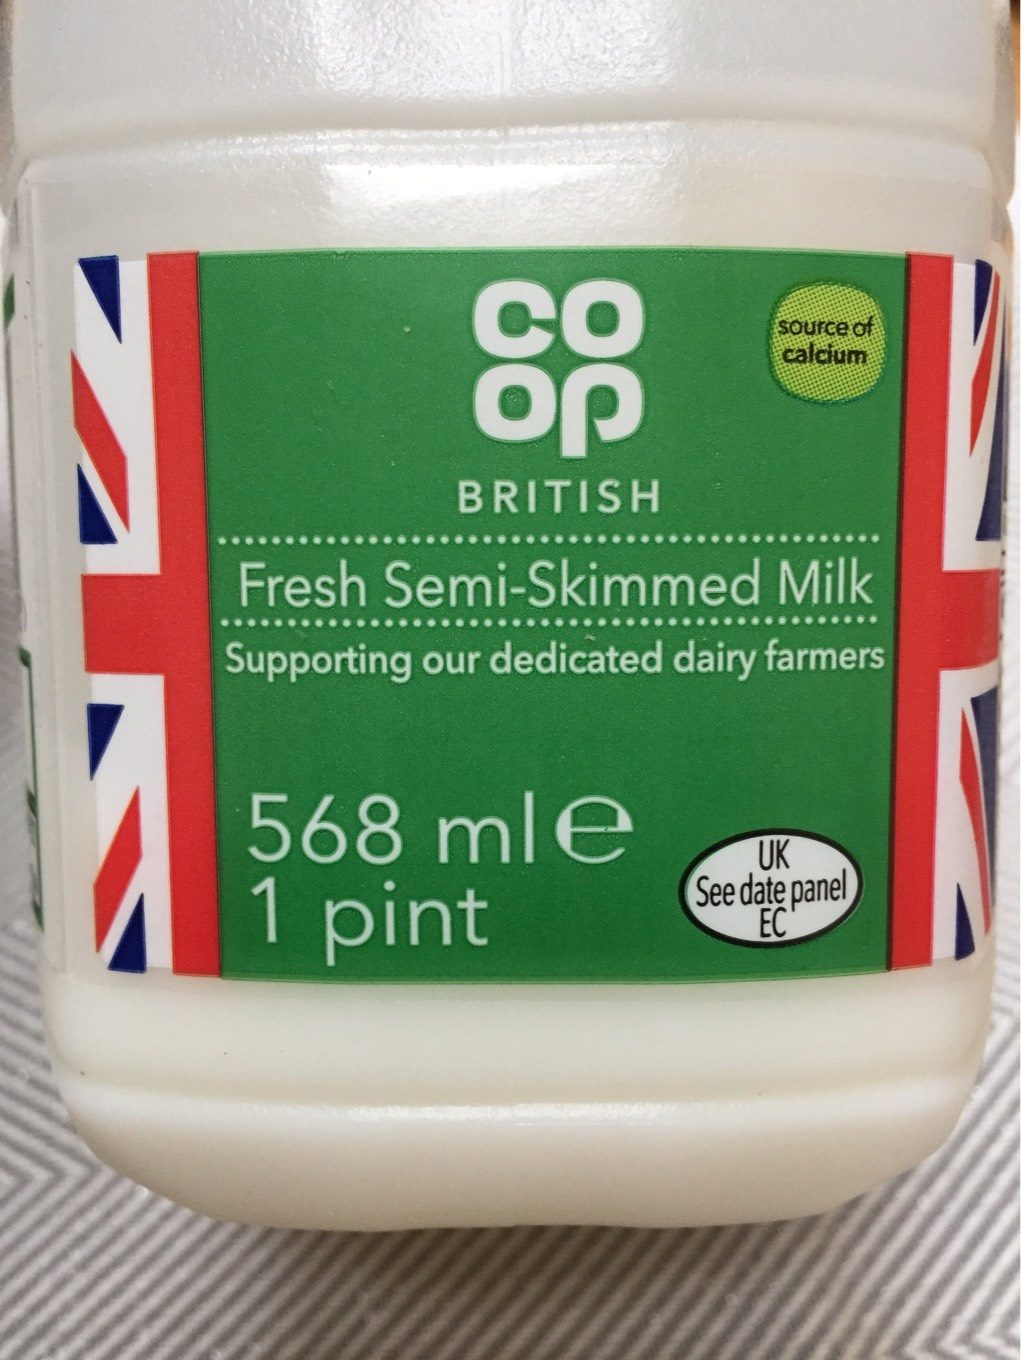 co
op
source of
calcium
BRITISH
Fresh Semi-Skimmed Milk
Supporting our dedicated dairy farmers
568 ml ℮
1 pint
UK
See date panel
EC